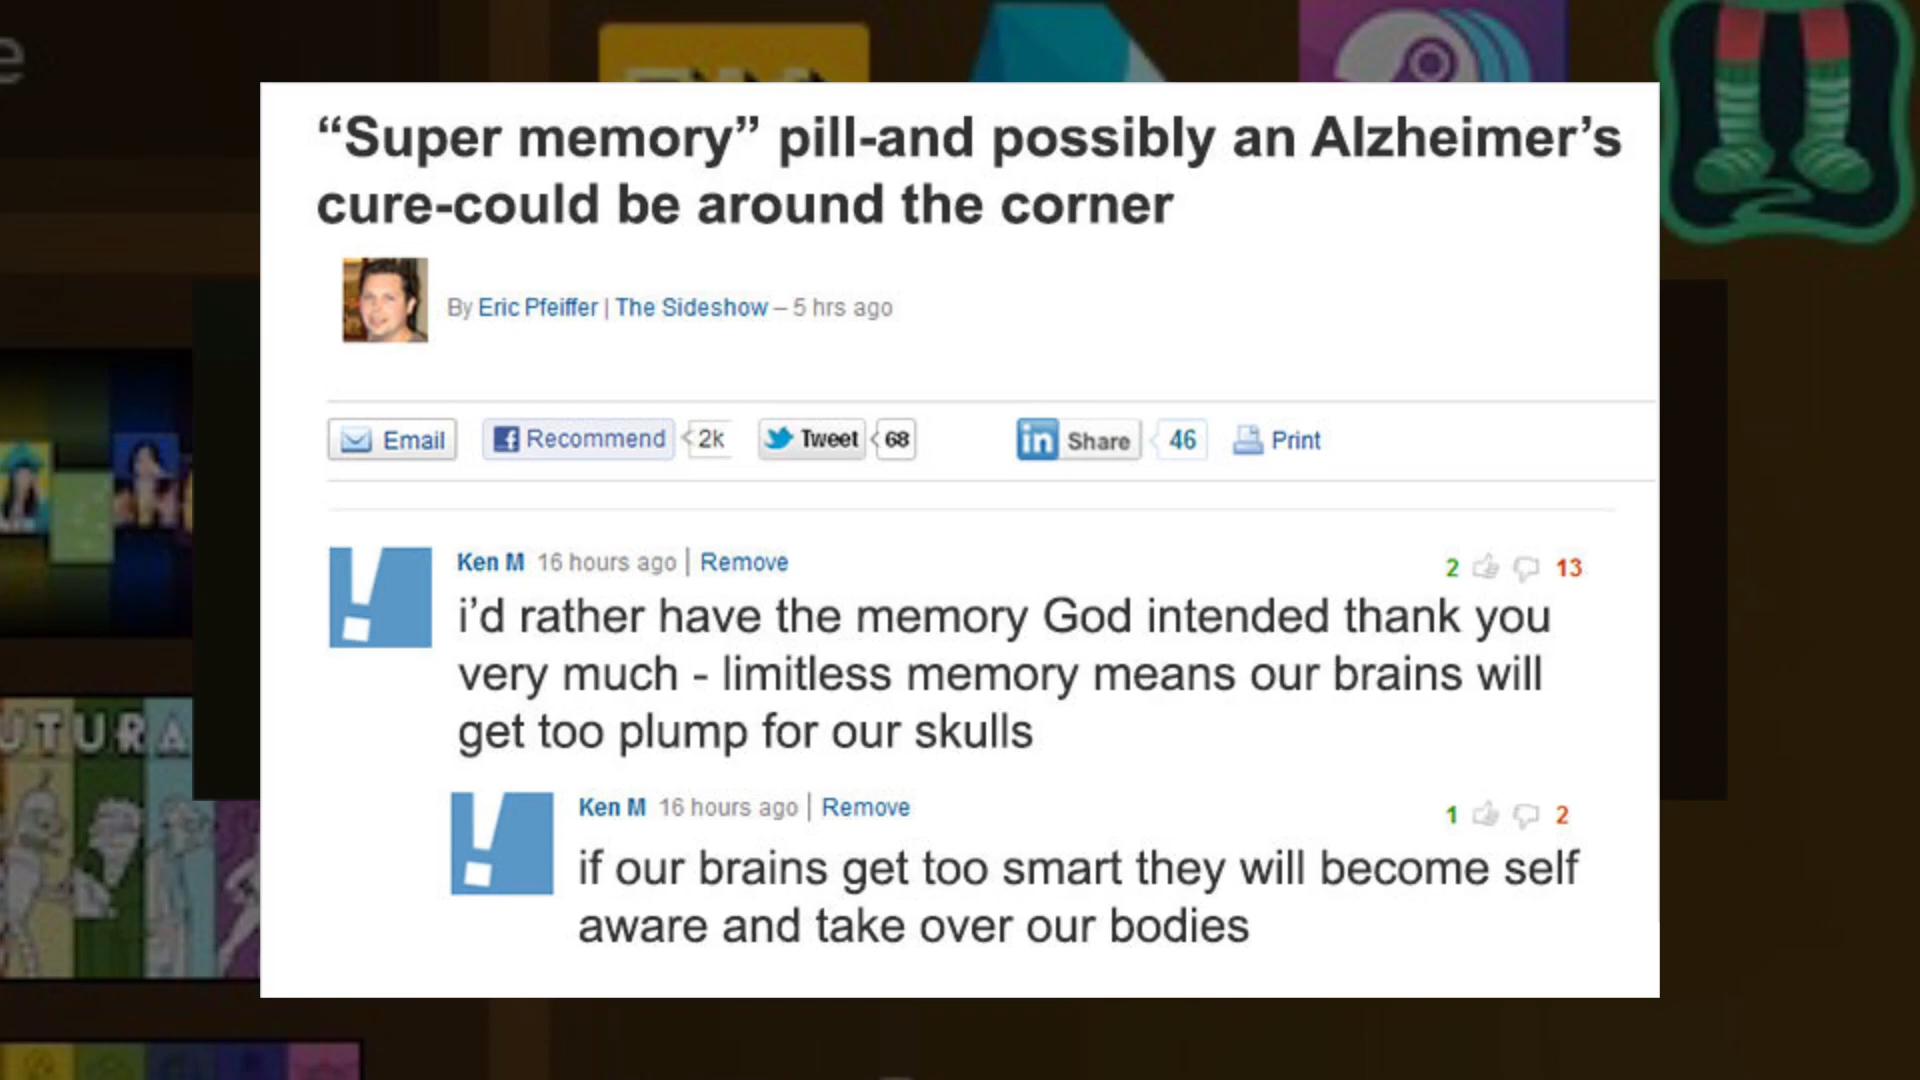 e
“Super memory” pill-and possibly an Alzheimer’s
cure-could be around the corner
By Eric Pfeiffer | The Sideshow – 5 hrs ago
Email Recommend 2k Tweet 68 in Share 46 Print
Ken M 16 hours ago | Remove 2 13
i’d rather have the memory God intended thank you
very much - limitless memory means our brains will
get too plump for our skulls
UTURA
Ken M 16 hours ago | Remove 1 2
if our brains get too smart they will become self
aware and take over our bodies